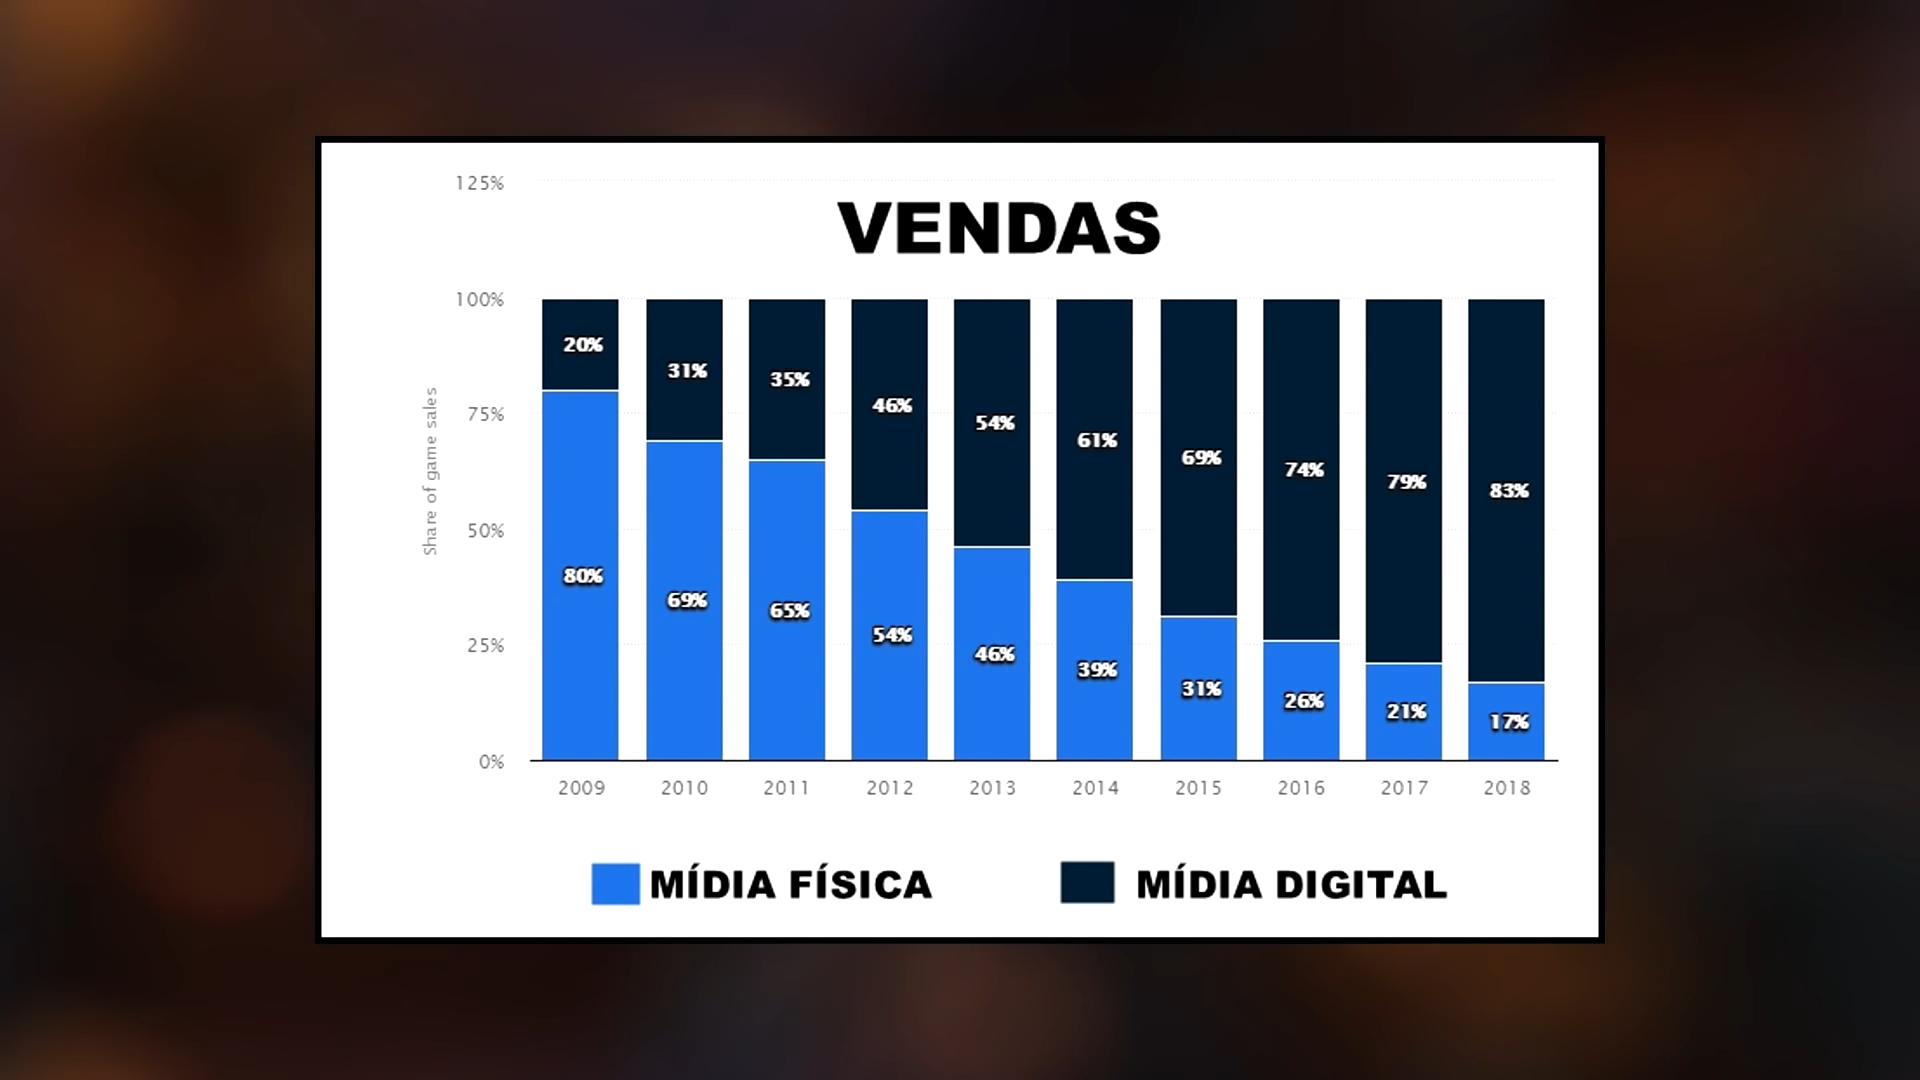 125%
VENDAS
100%
75%
50%
25%
0%
Share of game sales
20% 31% 35% 46% 54% 61% 69% 74% 79% 83%
80% 69% 65% 54% 46% 39% 31% 26% 21% 17%
2009 2010 2011 2012 2013 2014 2015 2016 2017 2018
MÍDIA FÍSICA MÍDIA DIGITAL